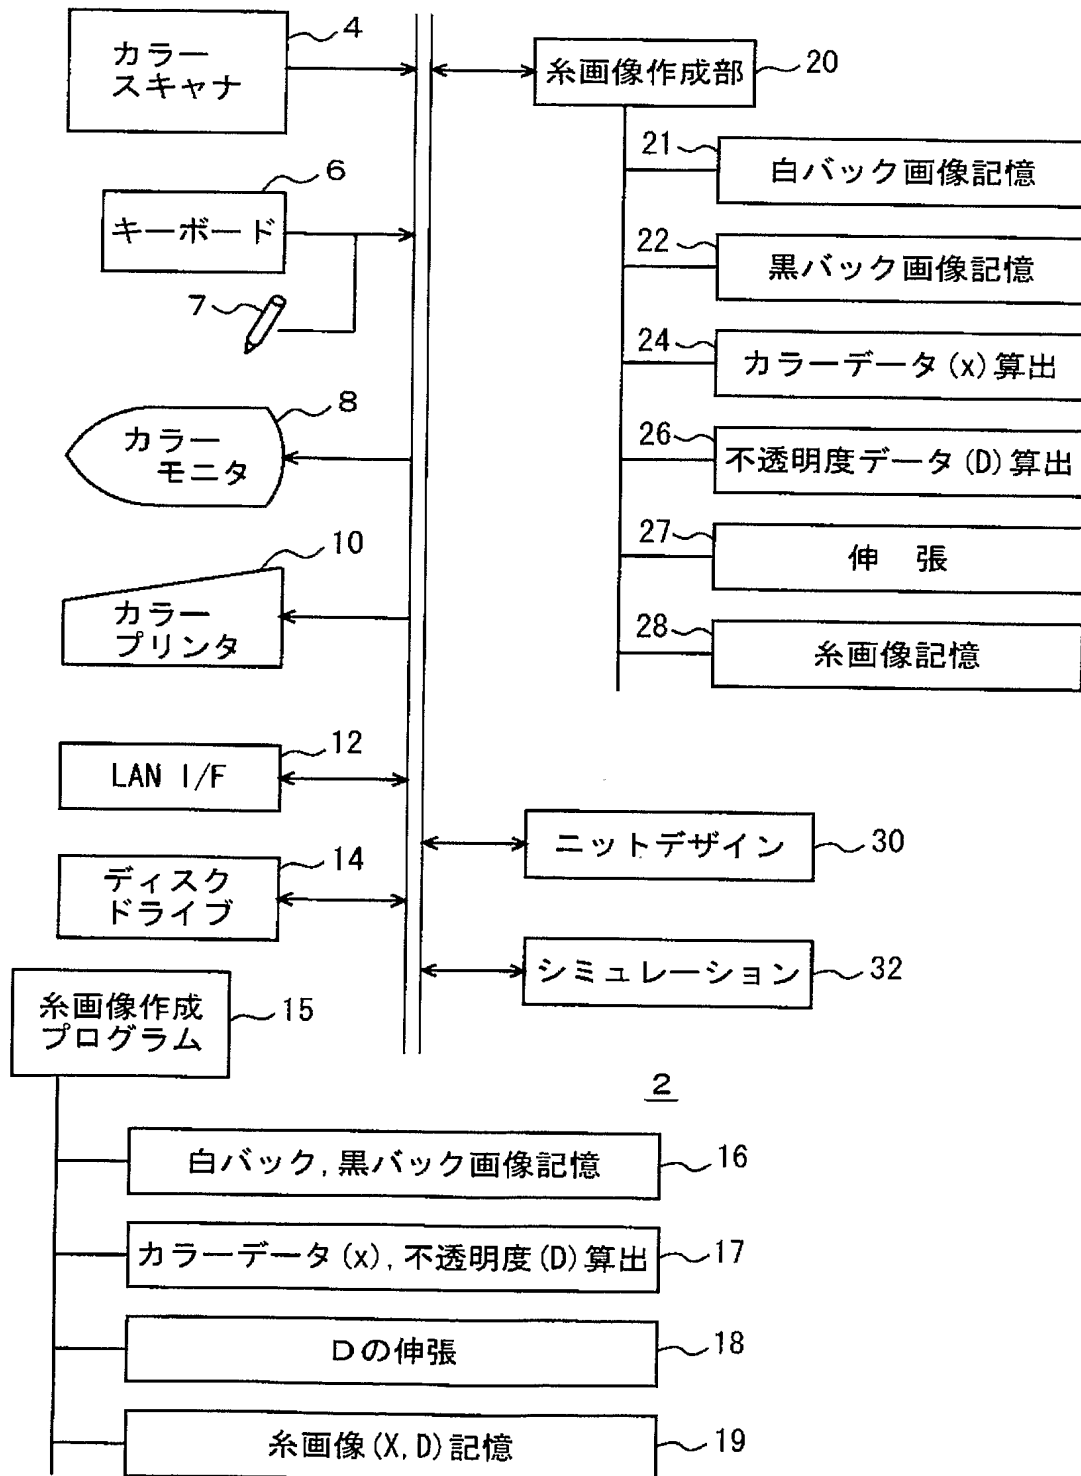 カラー
スキャナ
4
キーボード
6
7
カラー
モニタ
8
カラー
プリンタ
10
LAN I/F
12
ディスク
ドライブ
14
糸画像作成
プログラム
15
白バック,黒バック画像記憶
16
カラーデータ(x),不透明度(D)算出
17
Dの伸張
18
糸画像(X,D)記憶
19
糸画像作成部
20
21
白バック画像記憶
22
黒バック画像記憶
24
カラーデータ(x)算出
26
不透明度データ(D)算出
27
伸 張
28
糸画像記憶
ニットデザイン
30
シミュレーション
32
2